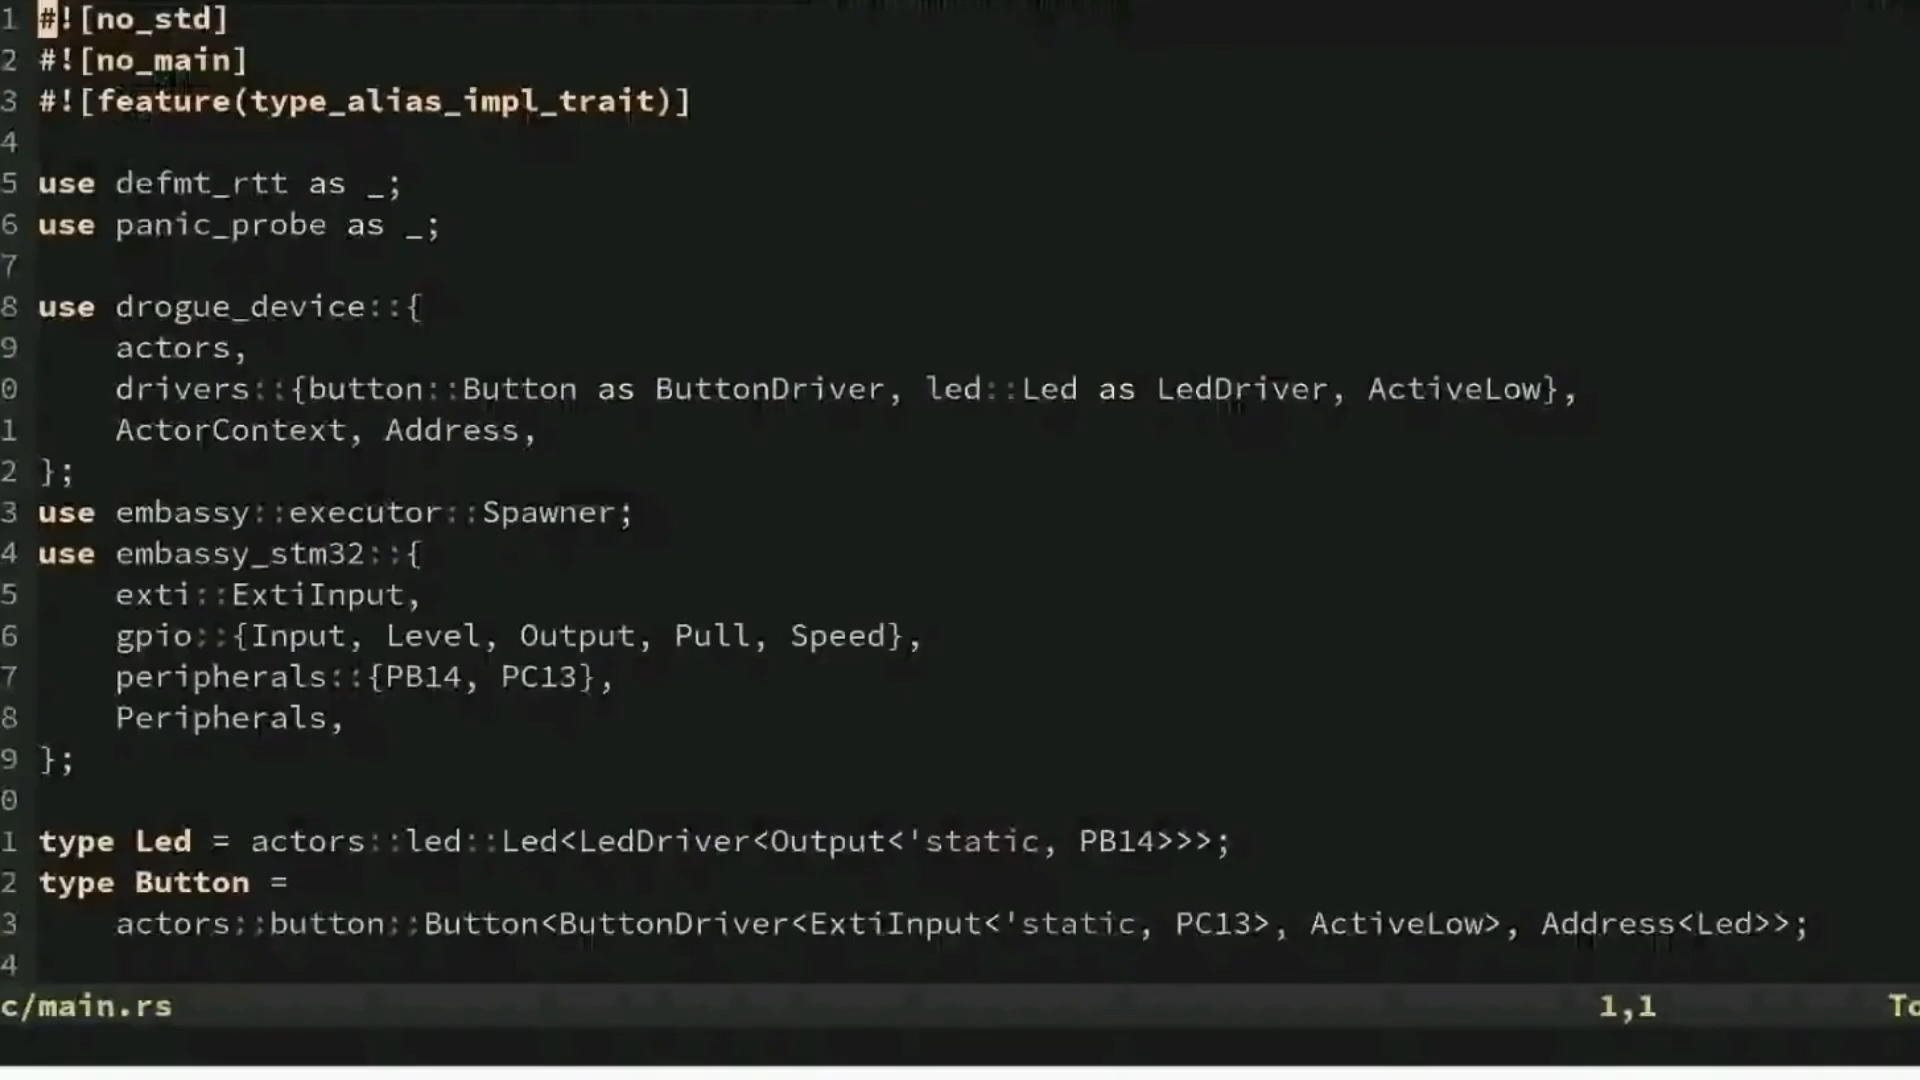 1 #![no_std]
2 #![no_main]
3 #![feature(type_alias_impl_trait)]
4
5 use defmt_rtt as _;
6 use panic_probe as _;
7
8 use drogue_device::{
9     actors,
0     drivers::{button::Button as ButtonDriver, led::Led as LedDriver, ActiveLow},
1     ActorContext, Address,
2 };
3 use embassy::executor::Spawner;
4 use embassy_stm32::{
5     exti::ExtiInput,
6     gpio::{Input, Level, Output, Pull, Speed},
7     peripherals::{PB14, PC13},
8     Peripherals,
9 };
0
1 type Led = actors::led::Led<LedDriver<Output<'static, PB14>>>;
2 type Button =
3     actors::button::Button<ButtonDriver<ExtiInput<'static, PC13>, ActiveLow>, Address<Led>>;
4
c/main.rs 1,1 To